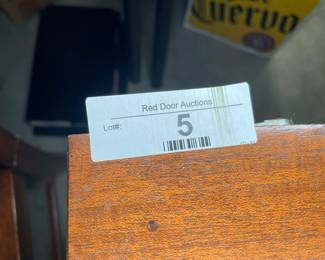 Cuervo
Red Door Auctions
Lot#:
5